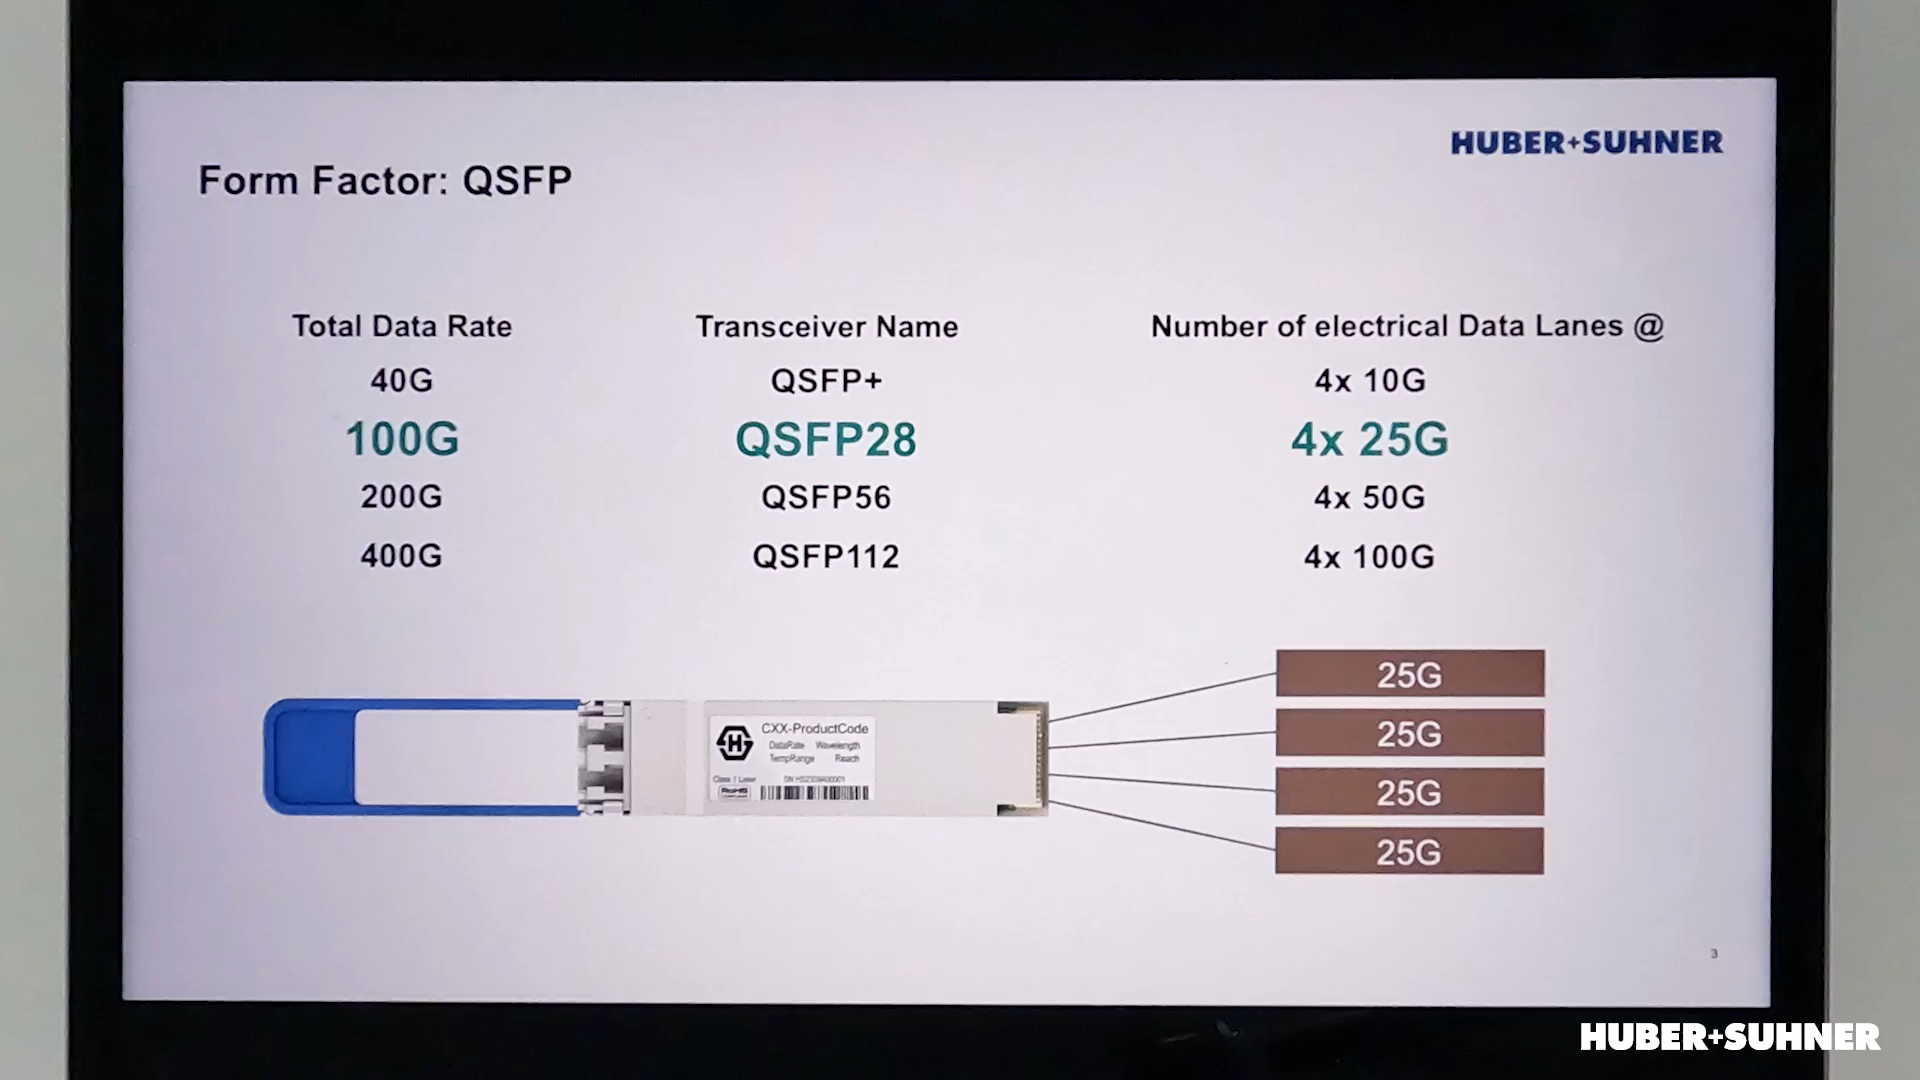 HUBER+SUHNER
Form Factor: QSFP
Total Data Rate Transceiver Name Number of electrical Data Lanes @
40G QSFP+ 4x 10G
100G QSFP28 4x 25G
200G QSFP56 4x 50G
400G QSFP112 4x 100G
25G
25G
25G
25G
CXX-ProductCode
DataRate Wavelength
TempRange Reach
Class 1 Laser
RoHS
3
HUBER+SUHNER